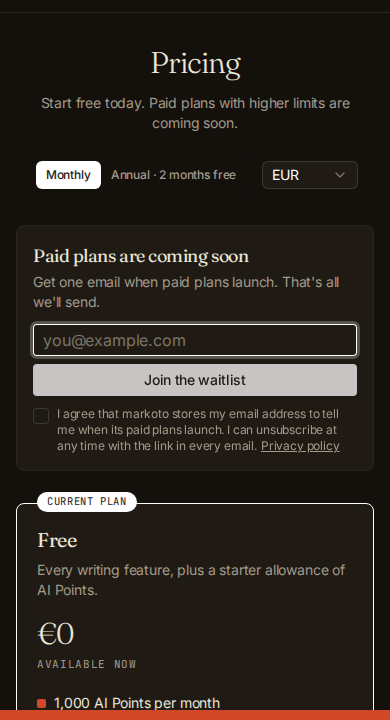 Pricing
Start free today. Paid plans with higher limits are
coming soon.
Monthly
Annual · 2 months free
EUR
Paid plans are coming soon
Get one email when paid plans launch. That's all
we'll send.
you@example.com
Join the waitlist
I agree that markoto stores my email address to tell
me when its paid plans launch. I can unsubscribe at
any time with the link in every email. Privacy policy
CURRENT PLAN
Free
Every writing feature, plus a starter allowance of
AI Points.
€0
AVAILABLE NOW
1,000 AI Points per month